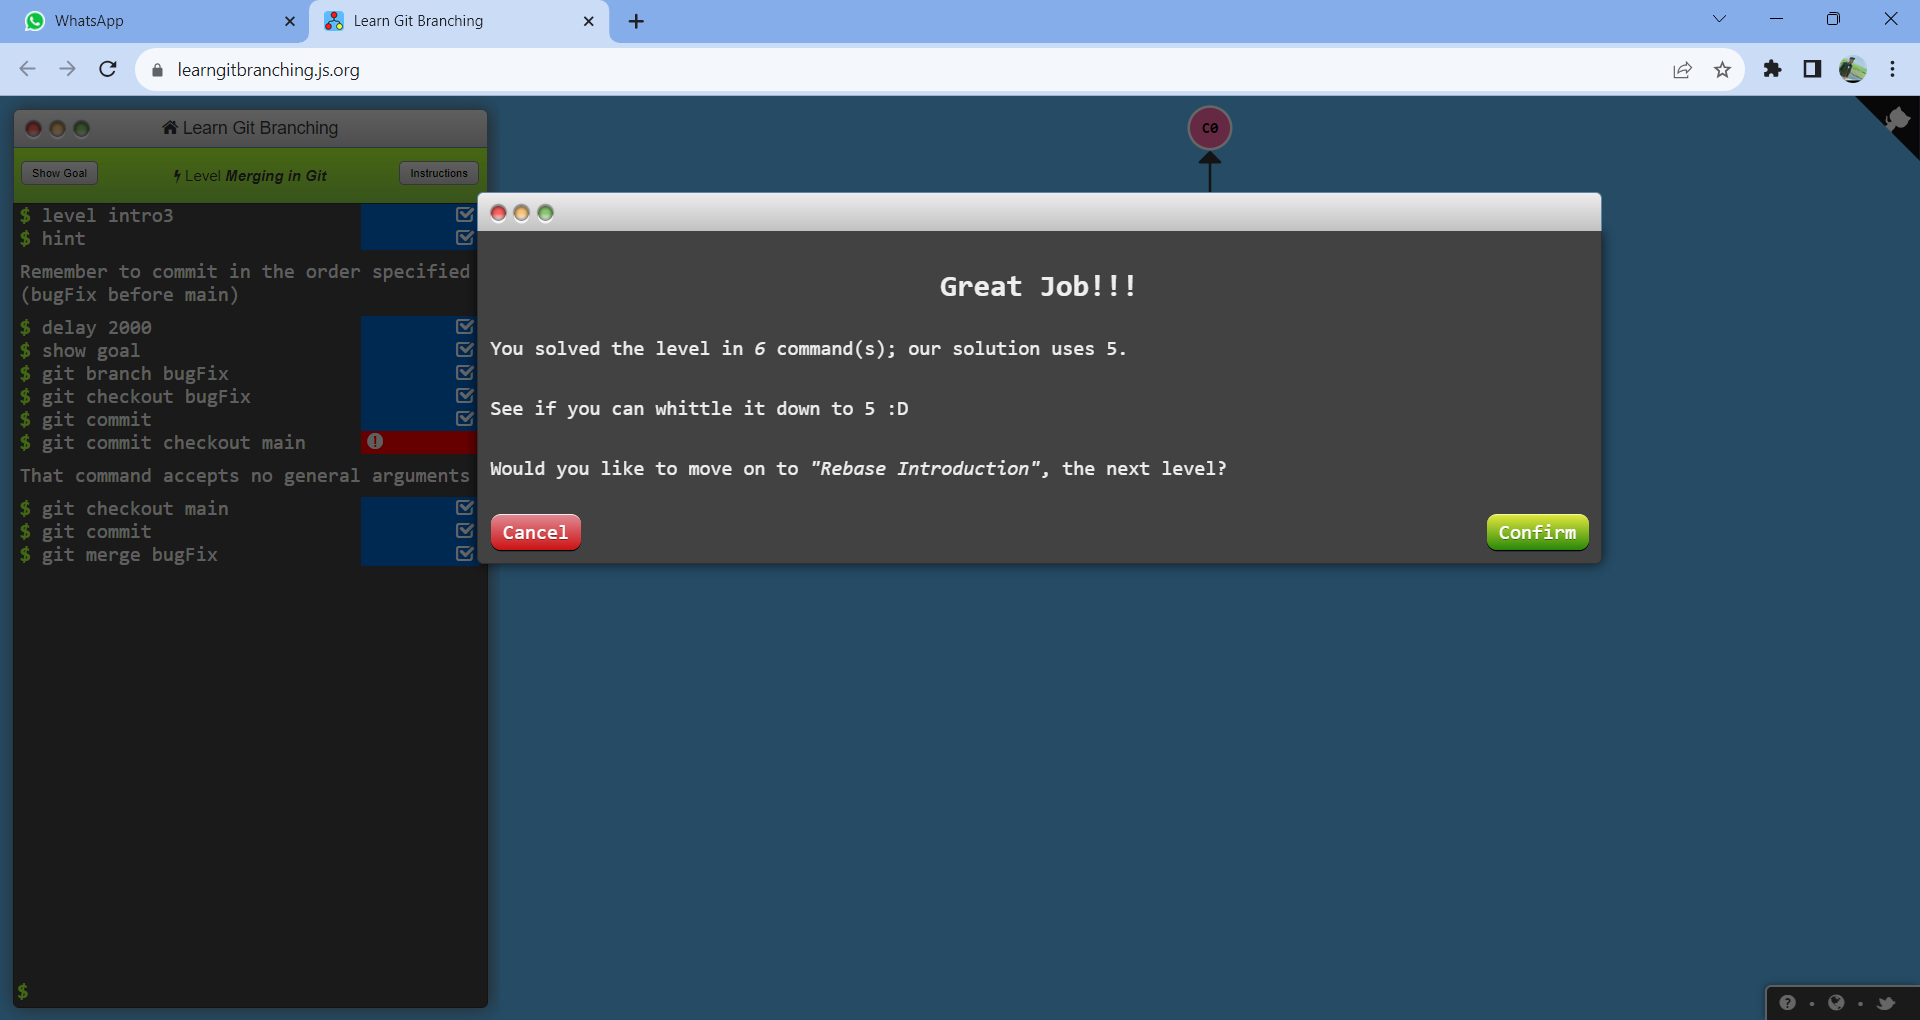 WhatsApp
Learn Git Branching
learngitbranching.js.org
Learn Git Branching
Show Goal
Level Merging in Git
Instructions
$ level intro3
$ hint
Remember to commit in the order specified
(bugFix before main)
$ delay 2000
$ show goal
$ git branch bugFix
$ git checkout bugFix
$ git commit
$ git commit checkout main
That command accepts no general arguments
$ git checkout main
$ git commit
$ git merge bugFix
$
C0
Great Job!!!
You solved the level in 6 command(s); our solution uses 5.
See if you can whittle it down to 5 :D
Would you like to move on to "Rebase Introduction", the next level?
Cancel
Confirm